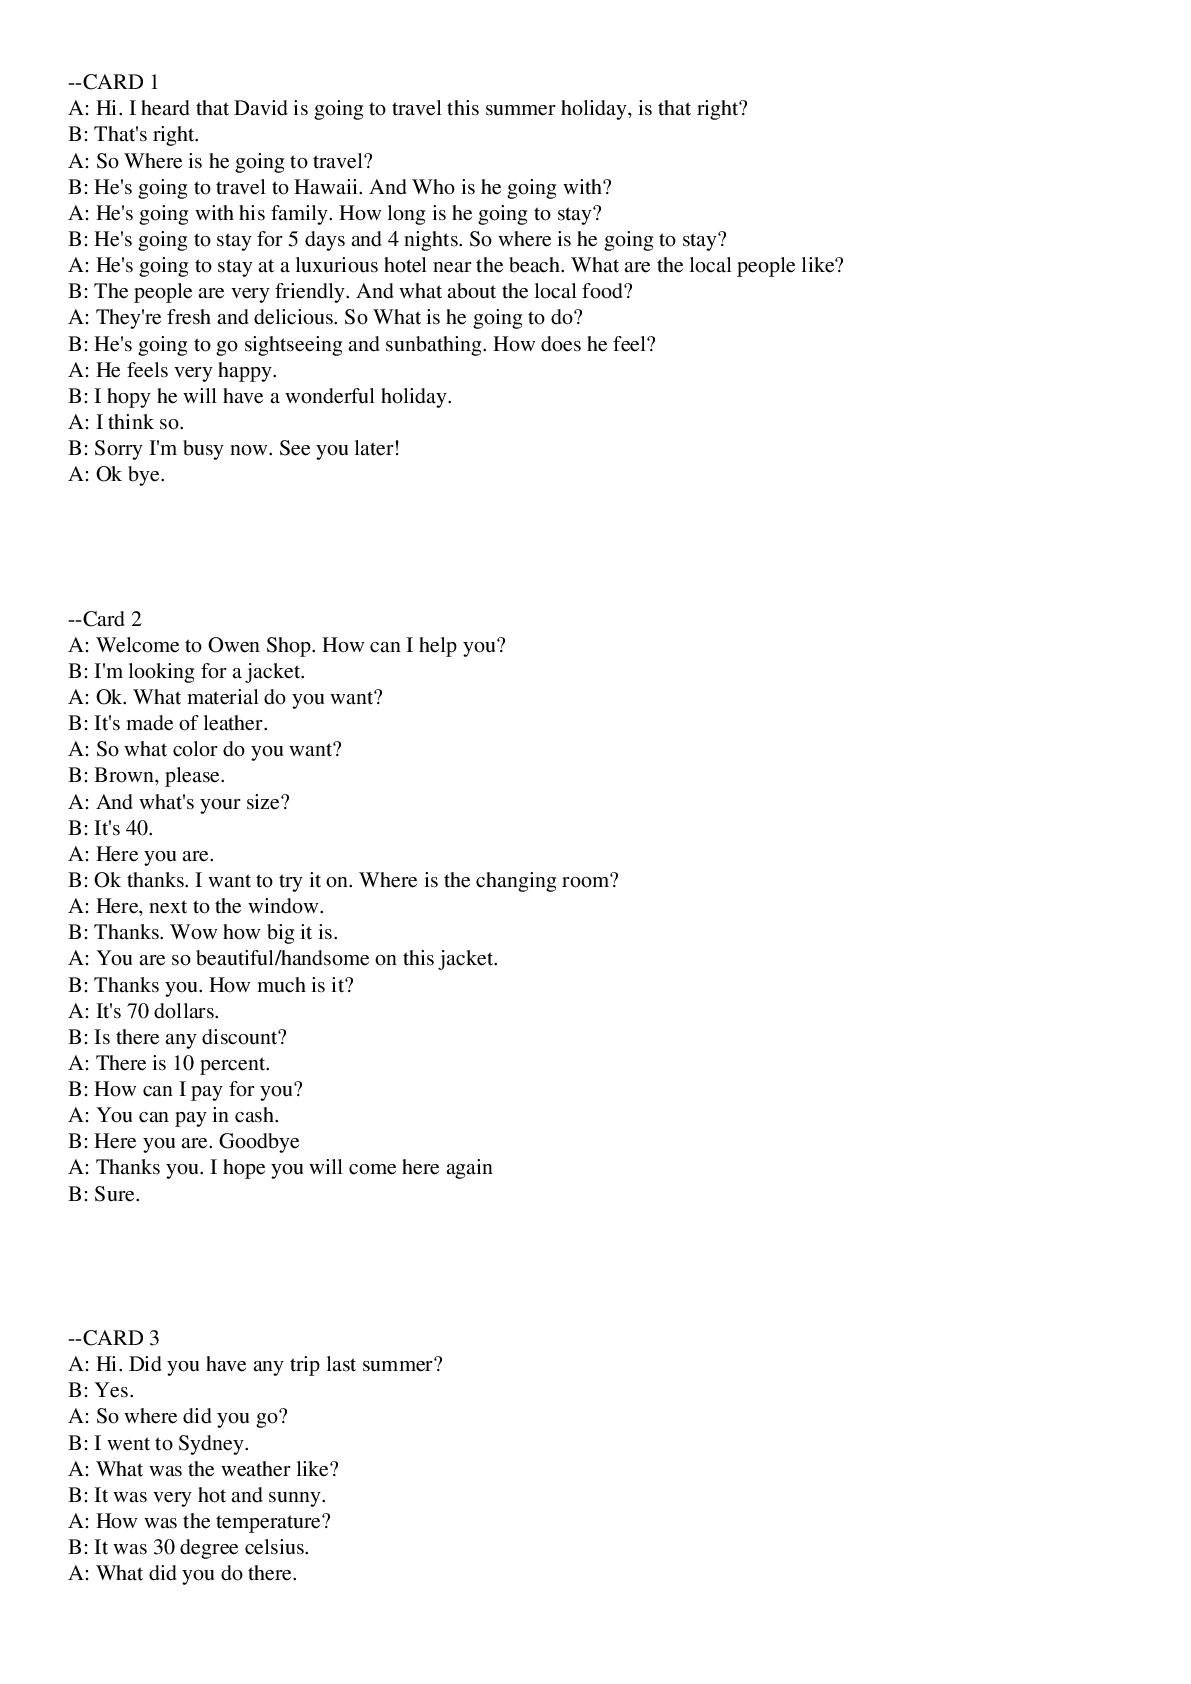 --CARD 1
A: Hi. I heard that David is going to travel this summer holiday, is that right?
B: That's right.
A: So Where is he going to travel?
B: He's going to travel to Hawaii. And Who is he going with?
A: He's going with his family. How long is he going to stay?
B: He's going to stay for 5 days and 4 nights. So where is he going to stay?
A: He's going to stay at a luxurious hotel near the beach. What are the local people like?
B: The people are very friendly. And what about the local food?
A: They're fresh and delicious. So What is he going to do?
B: He's going to go sightseeing and sunbathing. How does he feel?
A: He feels very happy.
B: I hopy he will have a wonderful holiday.
A: I think so.
B: Sorry I'm busy now. See you later!
A: Ok bye.
--Card 2
A: Welcome to Owen Shop. How can I help you?
B: I'm looking for a jacket.
A: Ok. What material do you want?
B: It's made of leather.
A: So what color do you want?
B: Brown, please.
A: And what's your size?
B: It's 40.
A: Here you are.
B: Ok thanks. I want to try it on. Where is the changing room?
A: Here, next to the window.
B: Thanks. Wow how big it is.
A: You are so beautiful/handsome on this jacket.
B: Thanks you. How much is it?
A: It's 70 dollars.
B: Is there any discount?
A: There is 10 percent.
B: How can I pay for you?
A: You can pay in cash.
B: Here you are. Goodbye
A: Thanks you. I hope you will come here again
B: Sure.
--CARD 3
A: Hi. Did you have any trip last summer?
B: Yes.
A: So where did you go?
B: I went to Sydney.
A: What was the weather like?
B: It was very hot and sunny.
A: How was the temperature?
B: It was 30 degree celsius.
A: What did you do there.